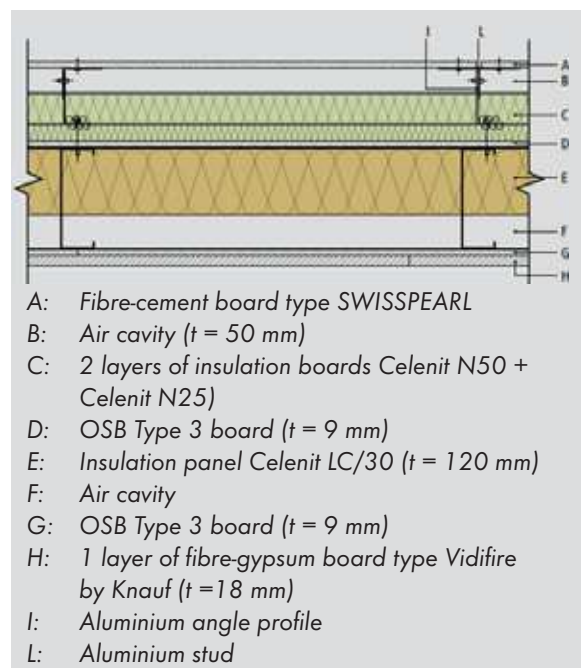 I L
A
B
C
D
E
F
G
H
A: Fibre-cement board type SWISSPEARL
B: Air cavity (t = 50 mm)
C: 2 layers of insulation boards Celenit N50 +
Celenit N25)
D: OSB Type 3 board (t = 9 mm)
E: Insulation panel Celenit LC/30 (t = 120 mm)
F: Air cavity
G: OSB Type 3 board (t = 9 mm)
H: 1 layer of fibre-gypsum board type Vidifire
by Knauf (t =18 mm)
I: Aluminium angle profile
L: Aluminium stud